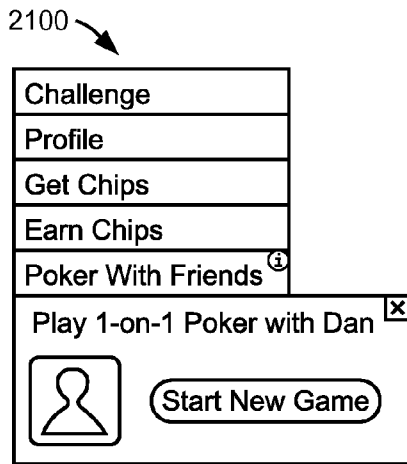 2100
Challenge
Profile
Get Chips
Earn Chips
Poker With Friends i
Play 1-on-1 Poker with Dan x
Start New Game